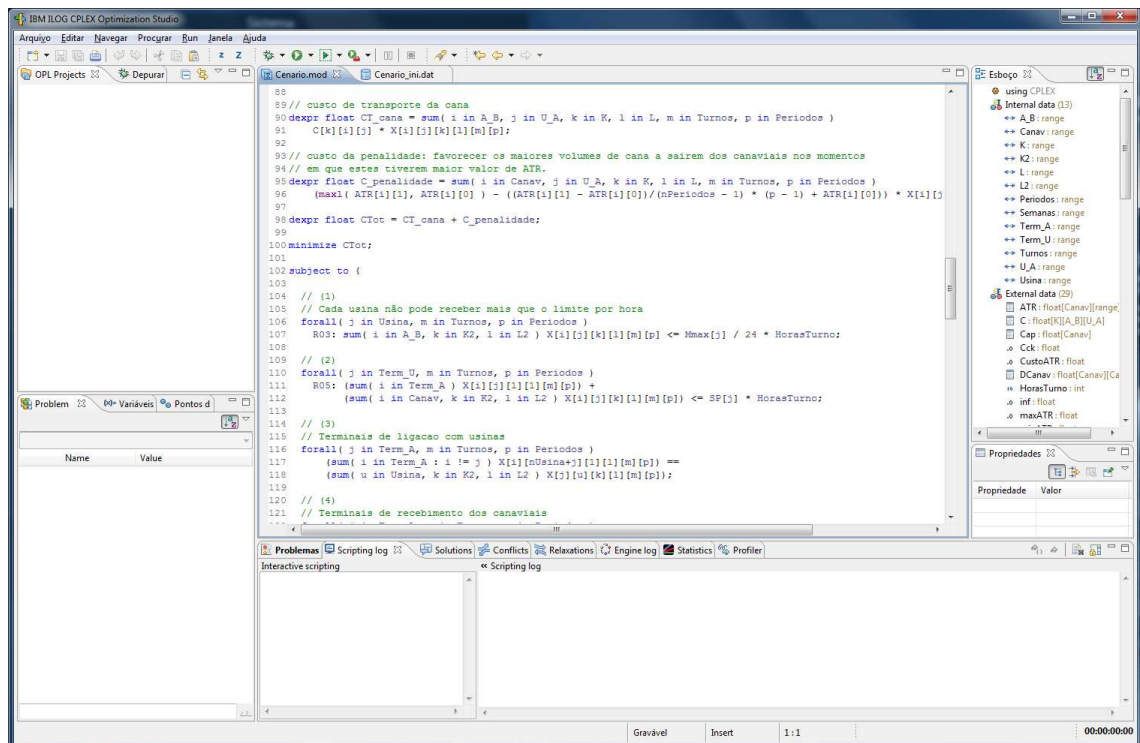 IBM ILOG CPLEX Optimization Studio
Arquivo Editar Navegar Procurar Run Janela Ajuda
OPL Projects Depurar
Cenario.mod Cenario_ini.dat
88
89 // custo de transporte da cana
90 dexpr float CT_cana = sum( i in A_B, j in U_A, k in K, l in L, m in Turnos, p in Periodos )
91 C[k][i][j] * X[i][j][k][l][m][p];
92
93 // custo da penalidade: favorecer os maiores volumes de cana a sairem dos canaviais nos momentos
94 // em que estes tiverem maior valor de ATR.
95 dexpr float C_penalidade = sum( i in Canav, j in U_A, k in K, l in L, m in Turnos, p in Periodos )
96 (maxl( ATR[i][1], ATR[i][0] ) - ((ATR[i][1] - ATR[i][0])/(nPeriodos - 1) * (p - 1) + ATR[i][0])) * X[i][j
97
98 dexpr float CTot = CT_cana + C_penalidade;
99
100 minimize CTot;
101
102 subject to {
103
104 // (1)
105 // Cada usina não pode receber mais que o limite por hora
106 forall( j in Usina, m in Turnos, p in Periodos )
107 R03: sum( i in A_B, k in K2, l in L2 ) X[i][j][k][l][m][p] <= Mmax[j] / 24 * HorasTurno;
108
109 // (2)
110 forall( j in Term_U, m in Turnos, p in Periodos )
111 R05: (sum( i in Term_A ) X[i][j][1][1][m][p]) +
112 (sum( i in Canav, k in K2, l in L2 ) X[i][j][k][l][m][p]) <= SP[j] * HorasTurno;
113
114 // (3)
115 // Terminais de ligacao com usinas
116 forall( j in Term_A, m in Turnos, p in Periodos )
117 (sum( i in Term_A : i != j ) X[i][nUsina+j][1][1][m][p]) ==
118 (sum( u in Usina, k in K2, l in L2 ) X[j][u][k][l][m][p]);
119
120 // (4)
121 // Terminais de recebimento dos canaviais
Esboço
using CPLEX
Internal data (13)
A_B : range
Canav : range
K : range
K2 : range
L : range
L2 : range
Periodos : range
Semanas : range
Term_A : range
Term_U : range
Turnos : range
U_A : range
Usina : range
External data (29)
ATR : float[Canav][range]
C : float[K][A_B][U_A]
Cap : float[Canav]
Cck : float
CustoATR : float
DCanav : float[Canav][Ca
HorasTurno : int
inf : float
maxATR : float
Problem Variáveis Pontos d
Name Value
Propriedades
Propriedade Valor
Problemas Scripting log Solutions Conflicts Relaxations Engine log Statistics Profiler
Interactive scripting
« Scripting log
Gravável Insert 1:1 00:00:00:00